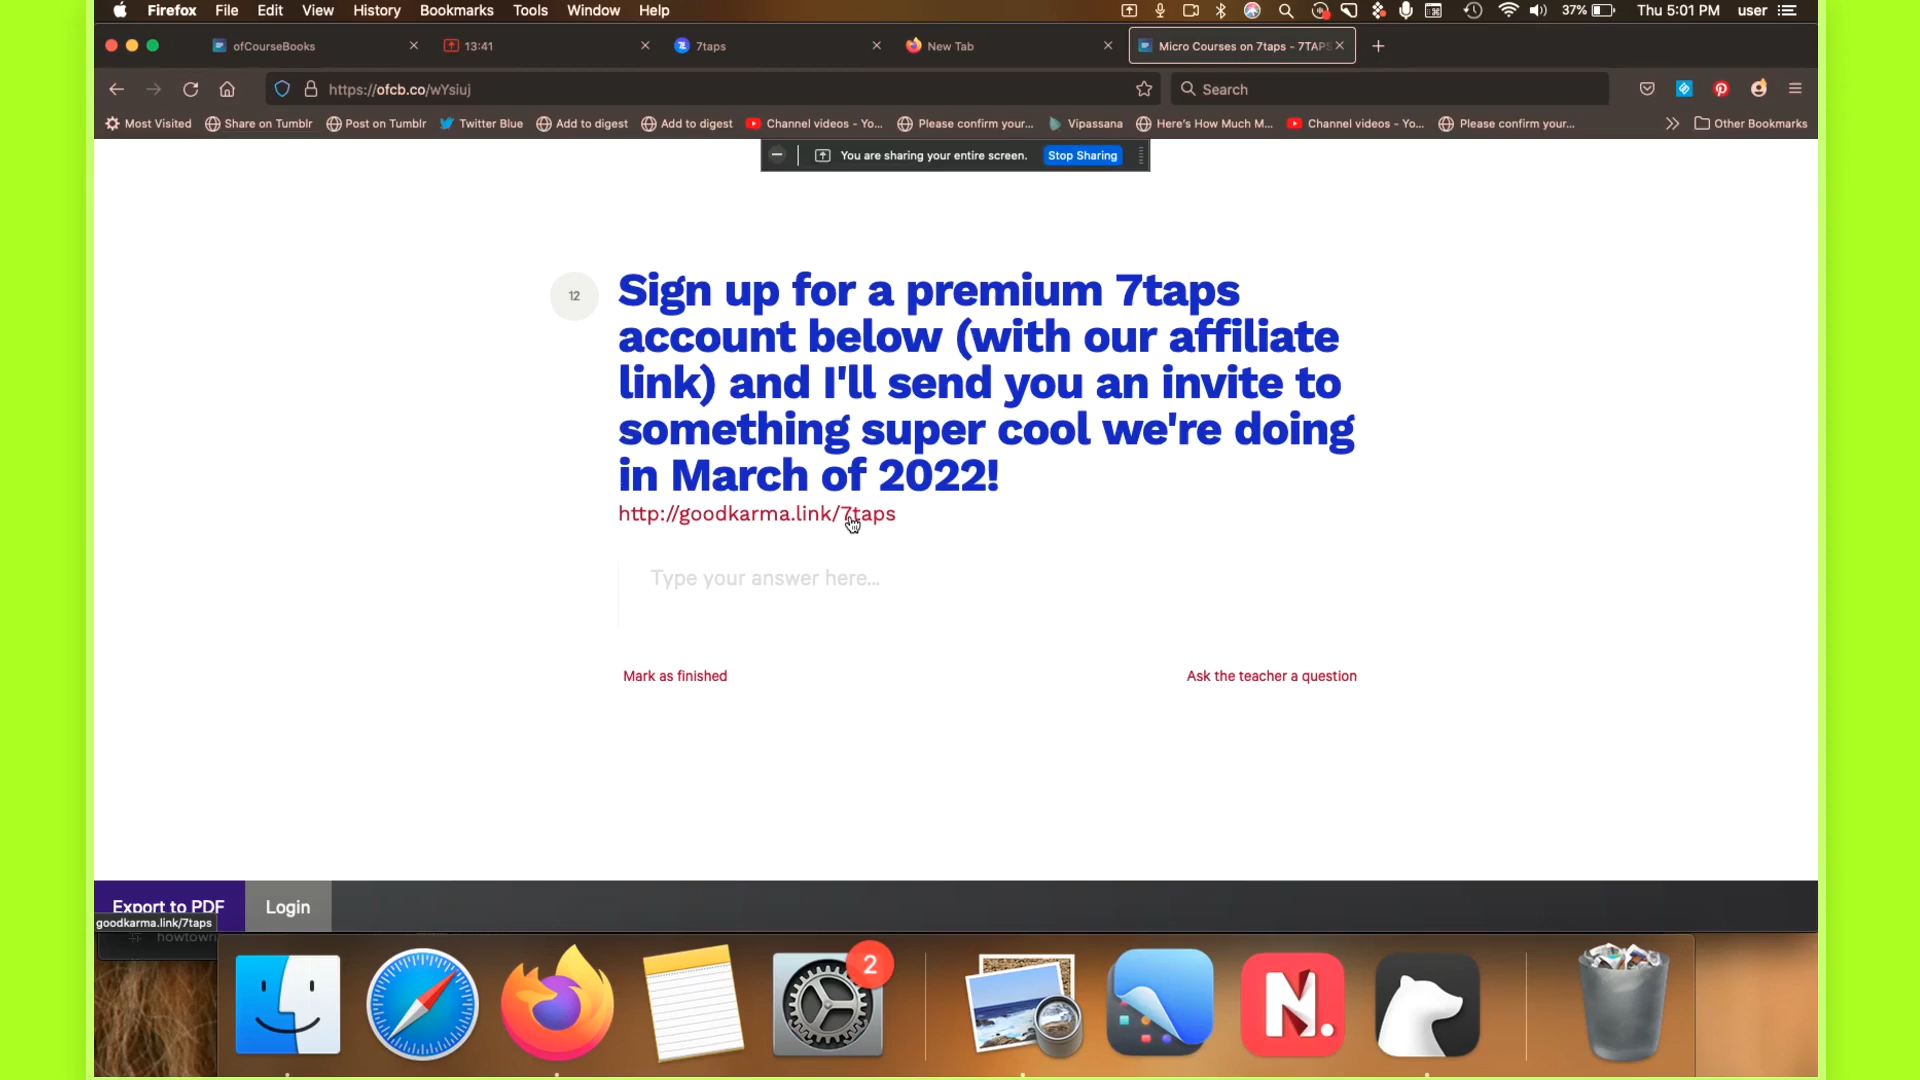 Firefox File Edit View History Bookmarks Tools Window Help 37% Thu 5:01 PM user
ofCourseBooks 13:41 7taps New Tab Micro Courses on 7taps - 7TAPS
https://ofcb.co/wYsiuj Search
Most Visited Share on Tumblr Post on Tumblr Twitter Blue Add to digest Add to digest Channel videos - Yo... Please confirm your... Vipassana Here's How Much M... Channel videos - Yo... Please confirm your... Other Bookmarks
You are sharing your entire screen. Stop Sharing
12
Sign up for a premium 7taps
account below (with our affiliate
link) and I'll send you an invite to
something super cool we're doing
in March of 2022!
http://goodkarma.link/7taps
Type your answer here...
Mark as finished Ask the teacher a question
Export to PDF Login
goodkarma.link/7taps
howtown
2
N.